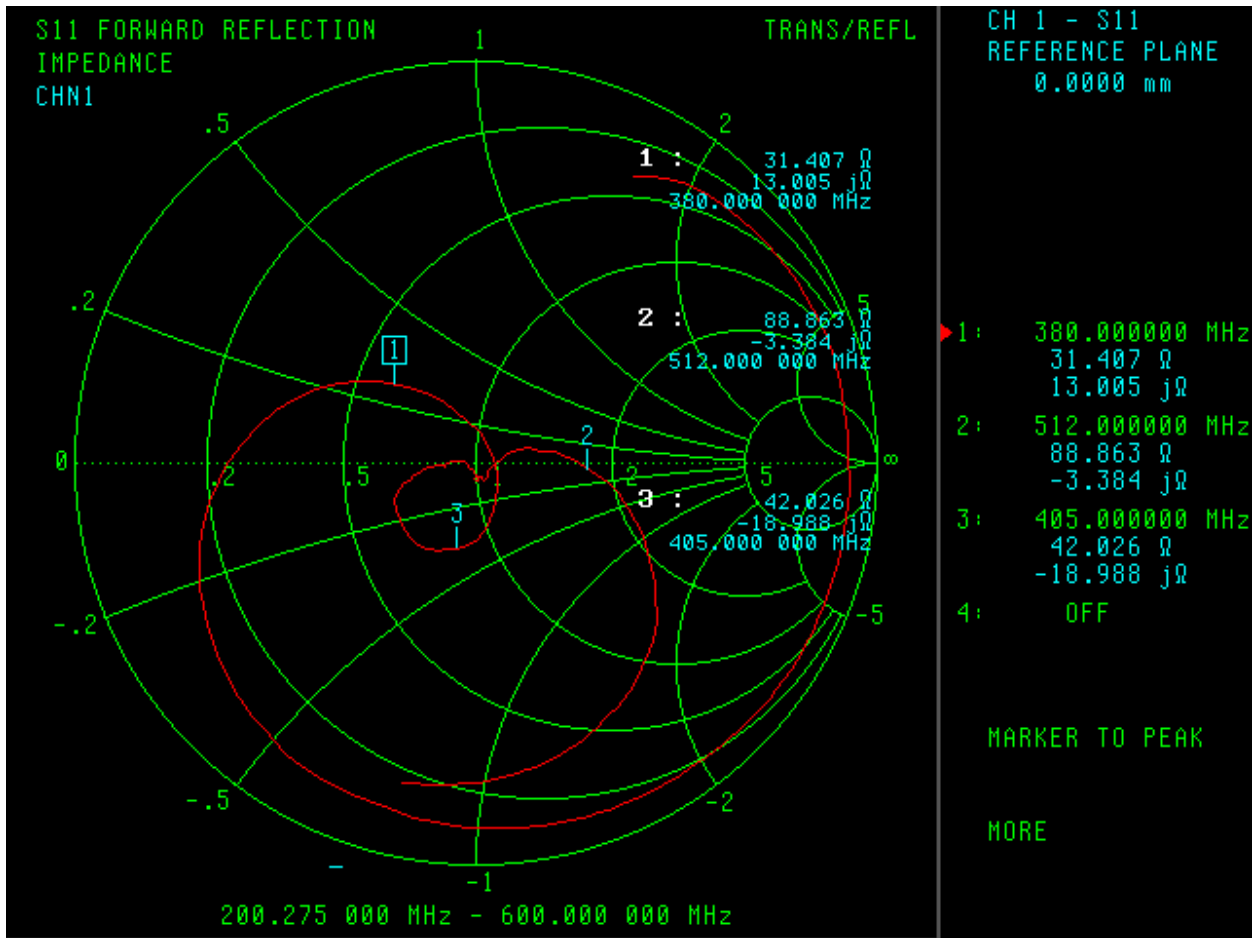 S11 FORWARD REFLECTION
IMPEDANCE
CHN1
TRANS/REFL
1
.5
2
.2
5
0
.2
.5
2
5
∞
-.2
-5
-.5
-2
-1
1 :
31.407 Ω
13.005 jΩ
380.000 000 MHz
2 :
88.863 Ω
-3.384 jΩ
512.000 000 MHz
3 :
42.026 Ω
-18.988 jΩ
405.000 000 MHz
1
2
3
200.275 000 MHz - 600.000 000 MHz
CH 1 - S11
REFERENCE PLANE
0.0000 mm
1: 380.000000 MHz
31.407 Ω
13.005 jΩ
2: 512.000000 MHz
88.863 Ω
-3.384 jΩ
3: 405.000000 MHz
42.026 Ω
-18.988 jΩ
4: OFF
MARKER TO PEAK
MORE